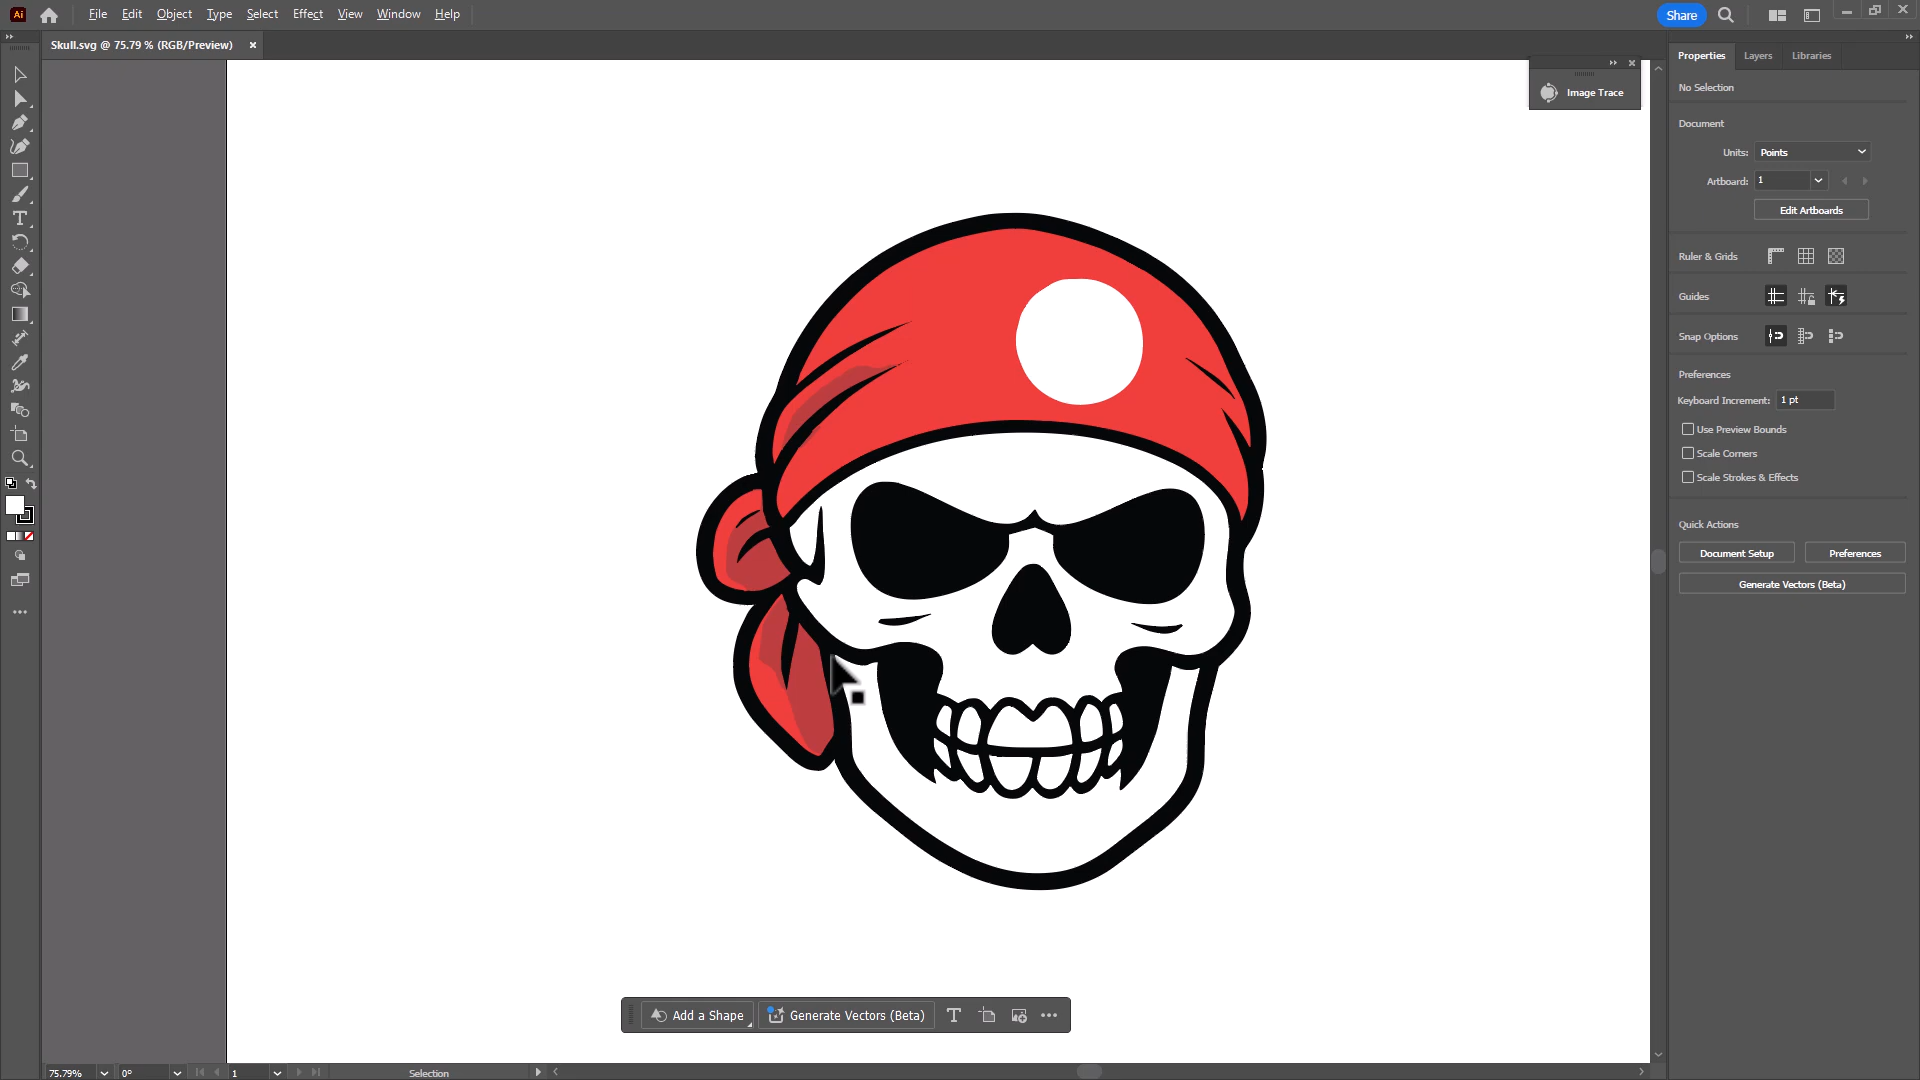 Ai
File Edit Object Type Select Effect View Window Help
Share
Skull.svg @ 75.79 % (RGB/Preview)
Image Trace
Properties Layers Libraries
No Selection
Document
Units: Points
Artboard: 1
Edit Artboards
Ruler & Grids
Guides
Snap Options
Preferences
Keyboard Increment: 1 pt
Use Preview Bounds
Scale Corners
Scale Strokes & Effects
Quick Actions
Document Setup Preferences
Generate Vectors (Beta)
Add a Shape Generate Vectors (Beta)
75.79% 0° 1 Selection